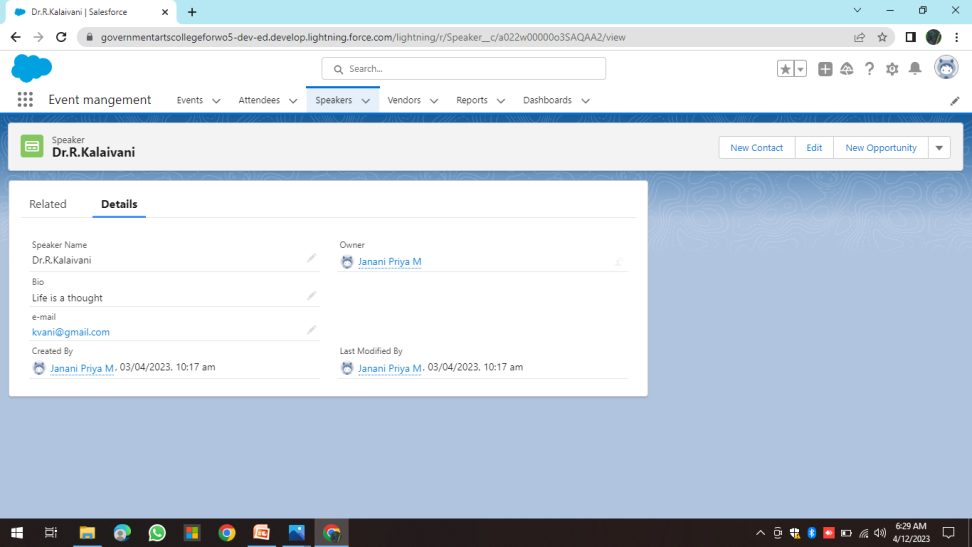 Dr.R.Kalaivani | Salesforce
governmentartscollegeforwo5-dev-ed.develop.lightning.force.com/lightning/r/Speaker__c/a022w00000o3SAQAA2/view
Search...
Event mangement Events Attendees Speakers Vendors Reports Dashboards
Speaker
Dr.R.Kalaivani
New Contact Edit New Opportunity
Related Details
Speaker Name Owner
Dr.R.Kalaivani Janani Priya M
Bio
Life is a thought
e-mail
kvani@gmail.com
Created By Last Modified By
Janani Priya M, 03/04/2023, 10:17 am Janani Priya M, 03/04/2023, 10:17 am
6:29 AM
4/12/2023